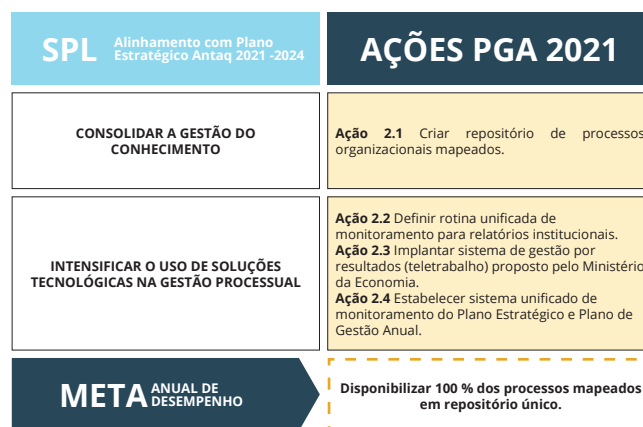 SPL
Alinhamento com Plano
Estratégico Antaq 2021 -2024
AÇÕES PGA 2021
CONSOLIDAR A GESTÃO DO
CONHECIMENTO
Ação 2.1 Criar repositório de processos
organizacionais mapeados.
INTENSIFICAR O USO DE SOLUÇÕES
TECNOLÓGICAS NA GESTÃO PROCESSUAL
Ação 2.2 Definir rotina unificada de
monitoramento para relatórios institucionais.
Ação 2.3 Implantar sistema de gestão por
resultados (teletrabalho) proposto pelo Ministério
da Economia.
Ação 2.4 Estabelecer sistema unificado de
monitoramento do Plano Estratégico e Plano de
Gestão Anual.
META
ANUAL DE
DESEMPENHO
Disponibilizar 100 % dos processos mapeados
em repositório único.